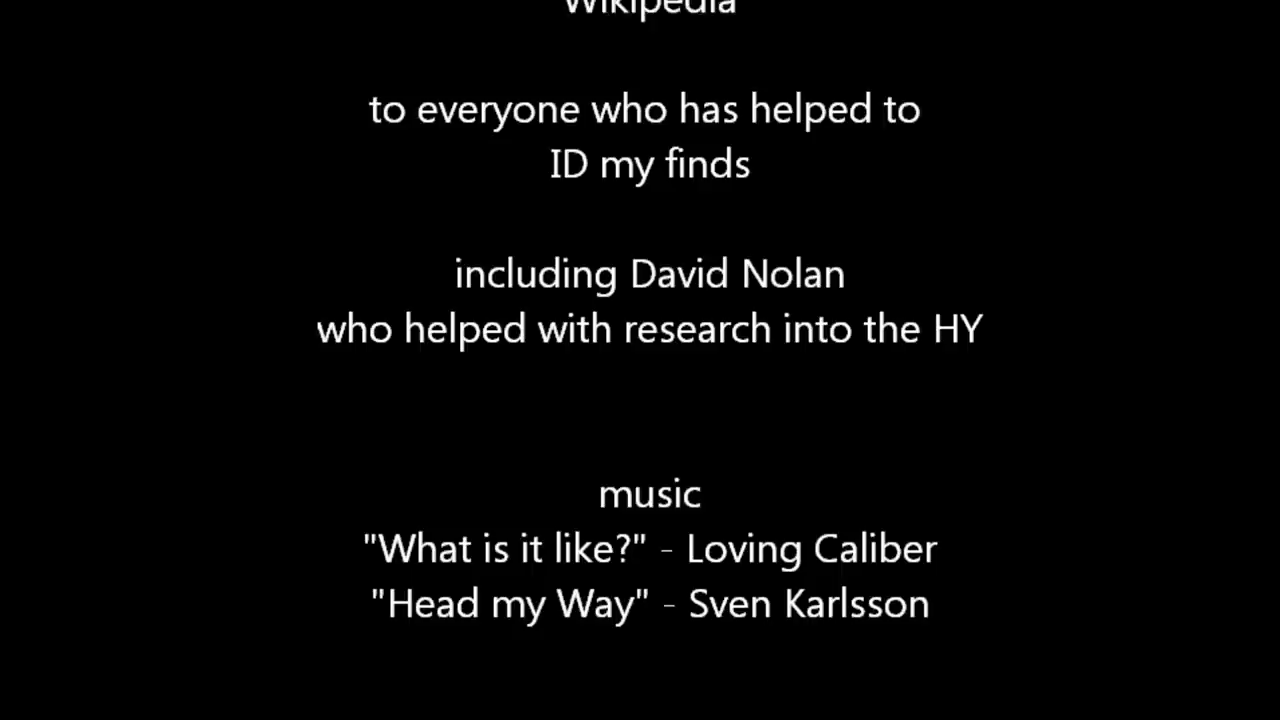 Wikipedia
to everyone who has helped to
ID my finds
including David Nolan
who helped with research into the HY
music
"What is it like?" - Loving Caliber
"Head my Way" - Sven Karlsson